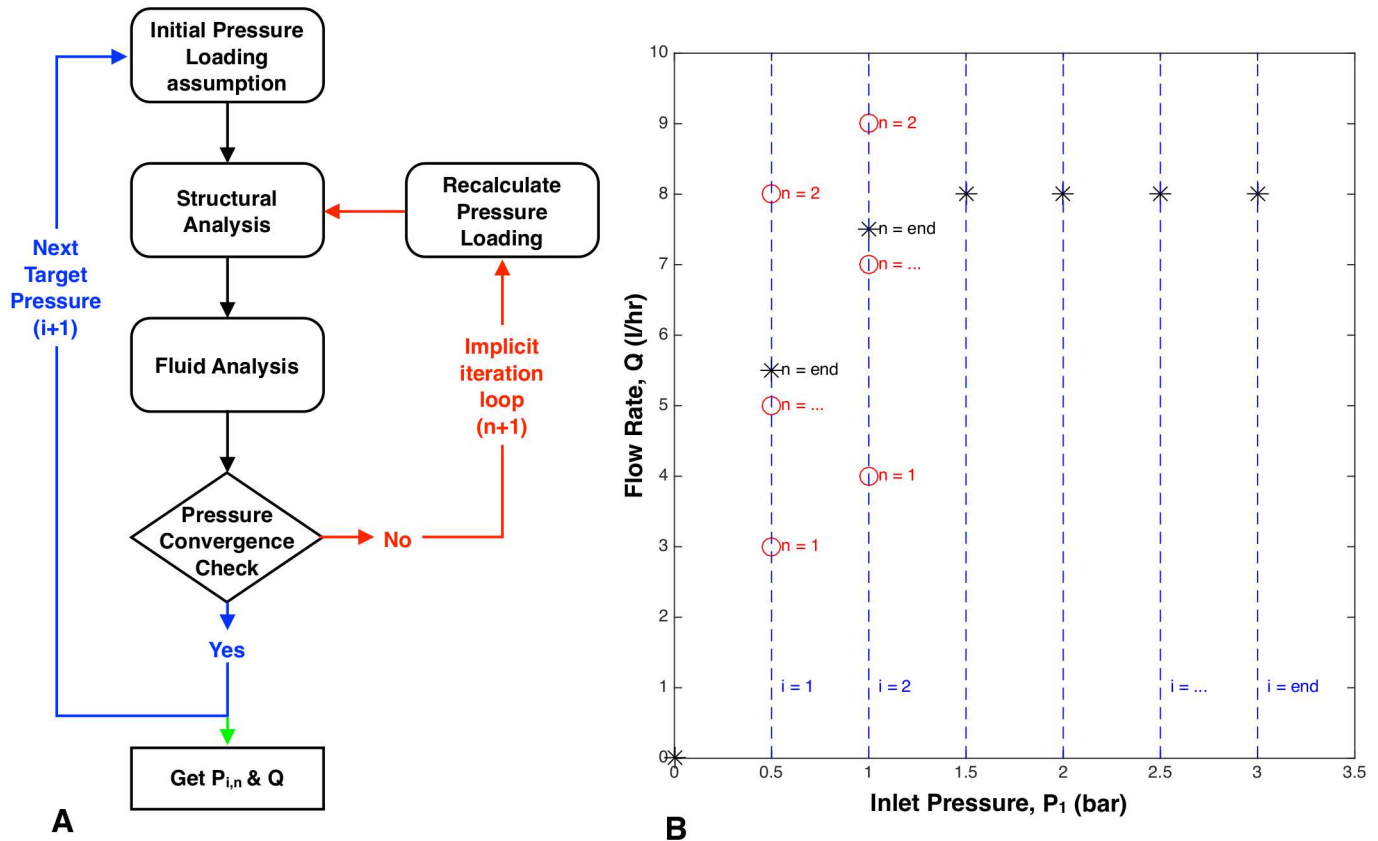 Initial Pressure
Loading
assumption
Structural
Analysis
Recalculate
Pressure
Loading
Next
Target
Pressure
(i+1)
Fluid Analysis
Implicit
iteration
loop
(n+1)
Pressure
Convergence
Check
No
Yes
Get Pi,n & Q
A
Flow Rate, Q (l/hr)
10
9
8
7
6
5
4
3
2
1
0
n = 2
n = 2
n = end
n = ...
n = end
n = ...
n = 1
n = 1
i = 1
i = 2
i = ...
i = end
0
0.5
1
1.5
2
2.5
3
3.5
Inlet Pressure, P1 (bar)
B